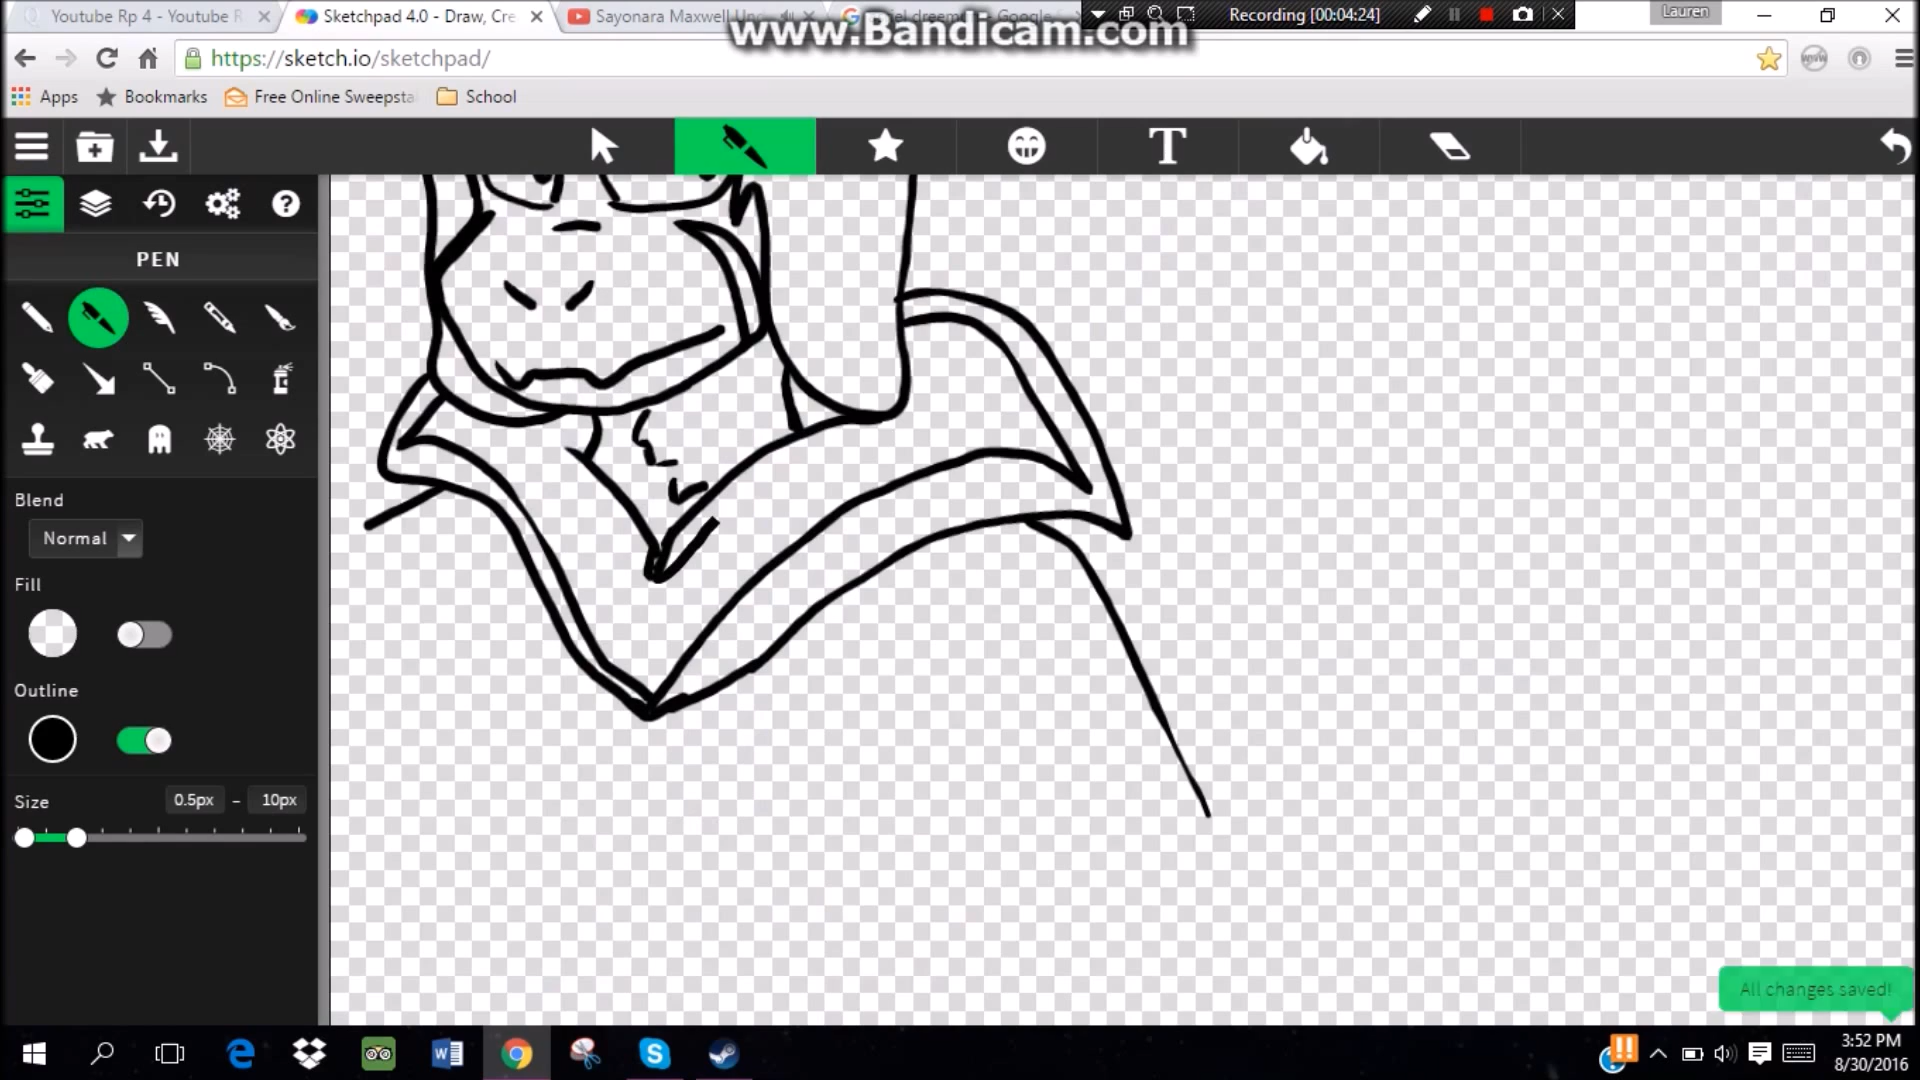 Youtube Rp 4 - Youtube R
Sketchpad 4.0 - Draw, Cre
Sayonara Maxwell Und
Google
Recording [00:04:24]
Lauren
www.Bandicam.com
https://sketch.io/sketchpad/
Apps
Bookmarks
Free Online Sweepsta
School
T
PEN
Blend
Normal
Fill
Outline
Size
0.5px - 10px
All changes saved!
3:52 PM
8/30/2016